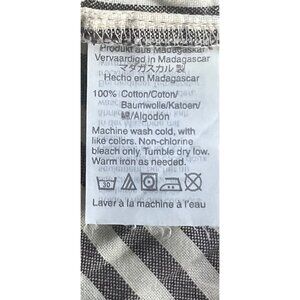 Produkt aus Madagaskar
Vervaardigd in Madagascar
マダガスカル製
Hecho en Madagascar
100% Cotton/Coton/
Baumwolle/Katoen/
綿/Algodón
Machine wash cold, with
like colors. Non-chlorine
bleach only. Tumble dry low.
Warm iron as needed.
30
Laver à la machine à l'eau